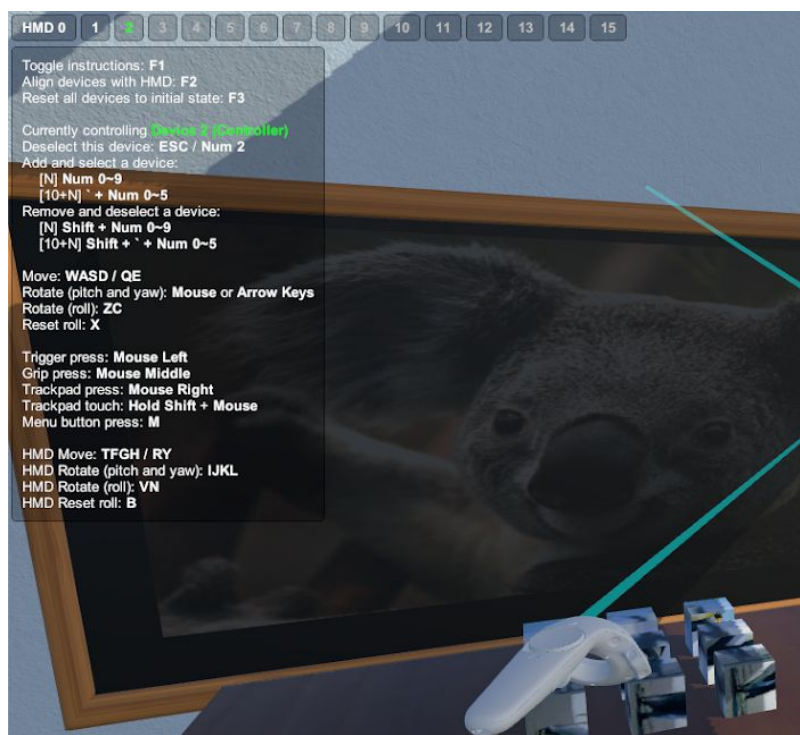 HMD 0 1 2 3 4 5 6 7 8 9 10 11 12 13 14 15
Toggle instructions: F1
Align devices with HMD: F2
Reset all devices to initial state: F3
Currently controlling Device 2 (Controller)
Deselect this device: ESC / Num 2
Add and select a device:
[N] Num 0~9
[10+N] ` + Num 0~5
Remove and deselect a device:
[N] Shift + Num 0~9
[10+N] Shift + ` + Num 0~5
Move: WASD / QE
Rotate (pitch and yaw): Mouse or Arrow Keys
Rotate (roll): ZC
Reset roll: X
Trigger press: Mouse Left
Grip press: Mouse Middle
Trackpad press: Mouse Right
Trackpad touch: Hold Shift + Mouse
Menu button press: M
HMD Move: TFGH / RY
HMD Rotate (pitch and yaw): IJKL
HMD Rotate (roll): VN
HMD Reset roll: B